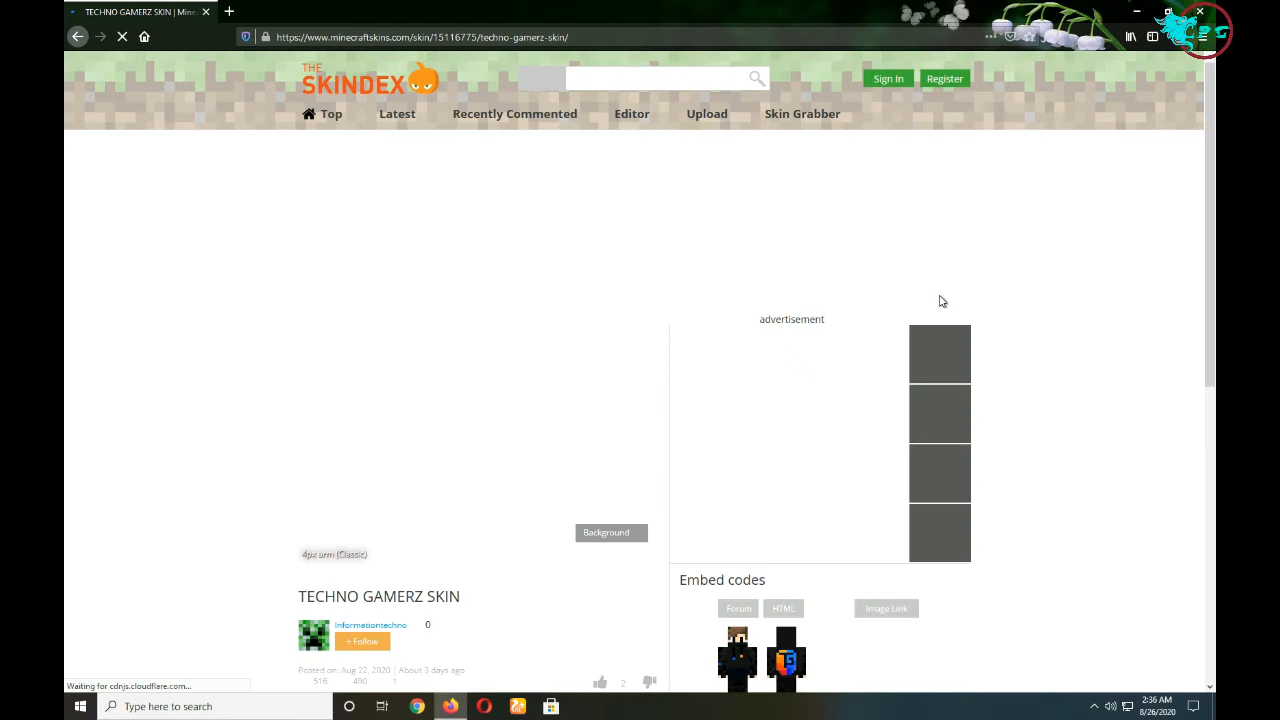 TECHNO GAMERZ SKIN | Mine
https://www.minecraftskins.com/skin/15116775/techno-gamerz-skin/
THE
SKINDEX
Sign In
Register
Top
Latest
Recently Commented
Editor
Upload
Skin Grabber
advertisement
Background
4px arm (Classic)
TECHNO GAMERZ SKIN
Informationtechno
0
+ Follow
Posted on: Aug 22, 2020 | About 3 days ago
516
490
1
2
Embed codes
Forum
HTML
Image Link
Waiting for cdnjs.cloudflare.com...
Type here to search
2:36 AM
8/26/2020